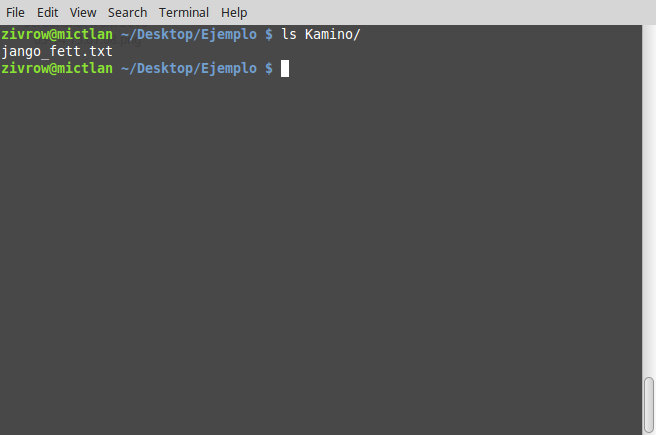 File Edit View Search Terminal Help
zivrow@mictlan ~/Desktop/Ejemplo $ ls Kamino/
jango_fett.txt
zivrow@mictlan ~/Desktop/Ejemplo $